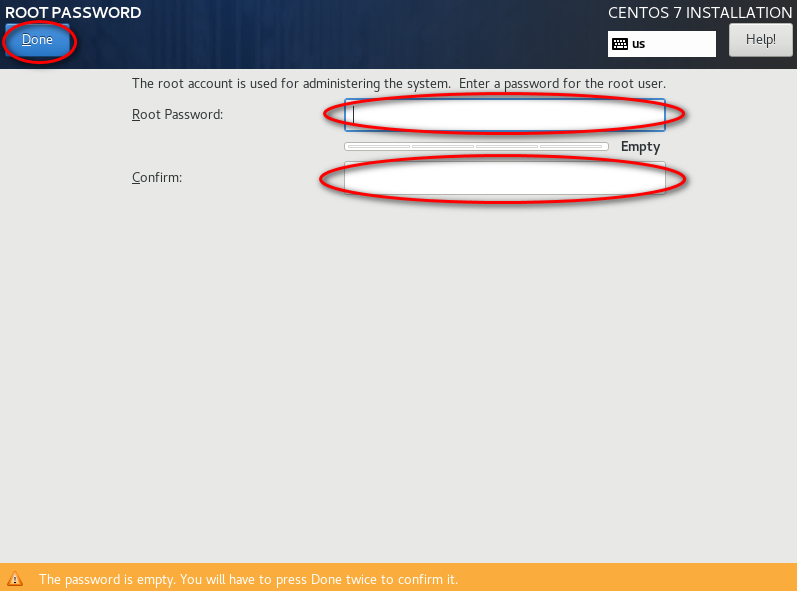 ROOT PASSWORD
CENTOS 7 INSTALLATION
Done
us
Help!
The root account is used for administering the system.  Enter a password for the root user.
Root Password:
Empty
Confirm:
The password is empty. You will have to press Done twice to confirm it.